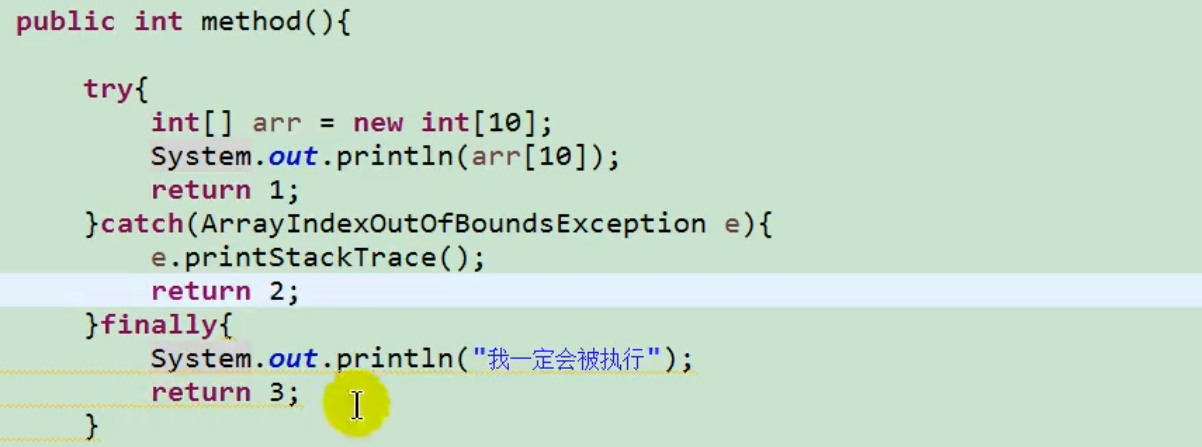 public int method(){
try{
int[] arr = new int[10];
System.out.println(arr[10]);
return 1;
}catch(ArrayIndexOutOfBoundsException e){
e.printStackTrace();
return 2;
}finally{
System.out.println("我一定会被执行");
return 3;
}